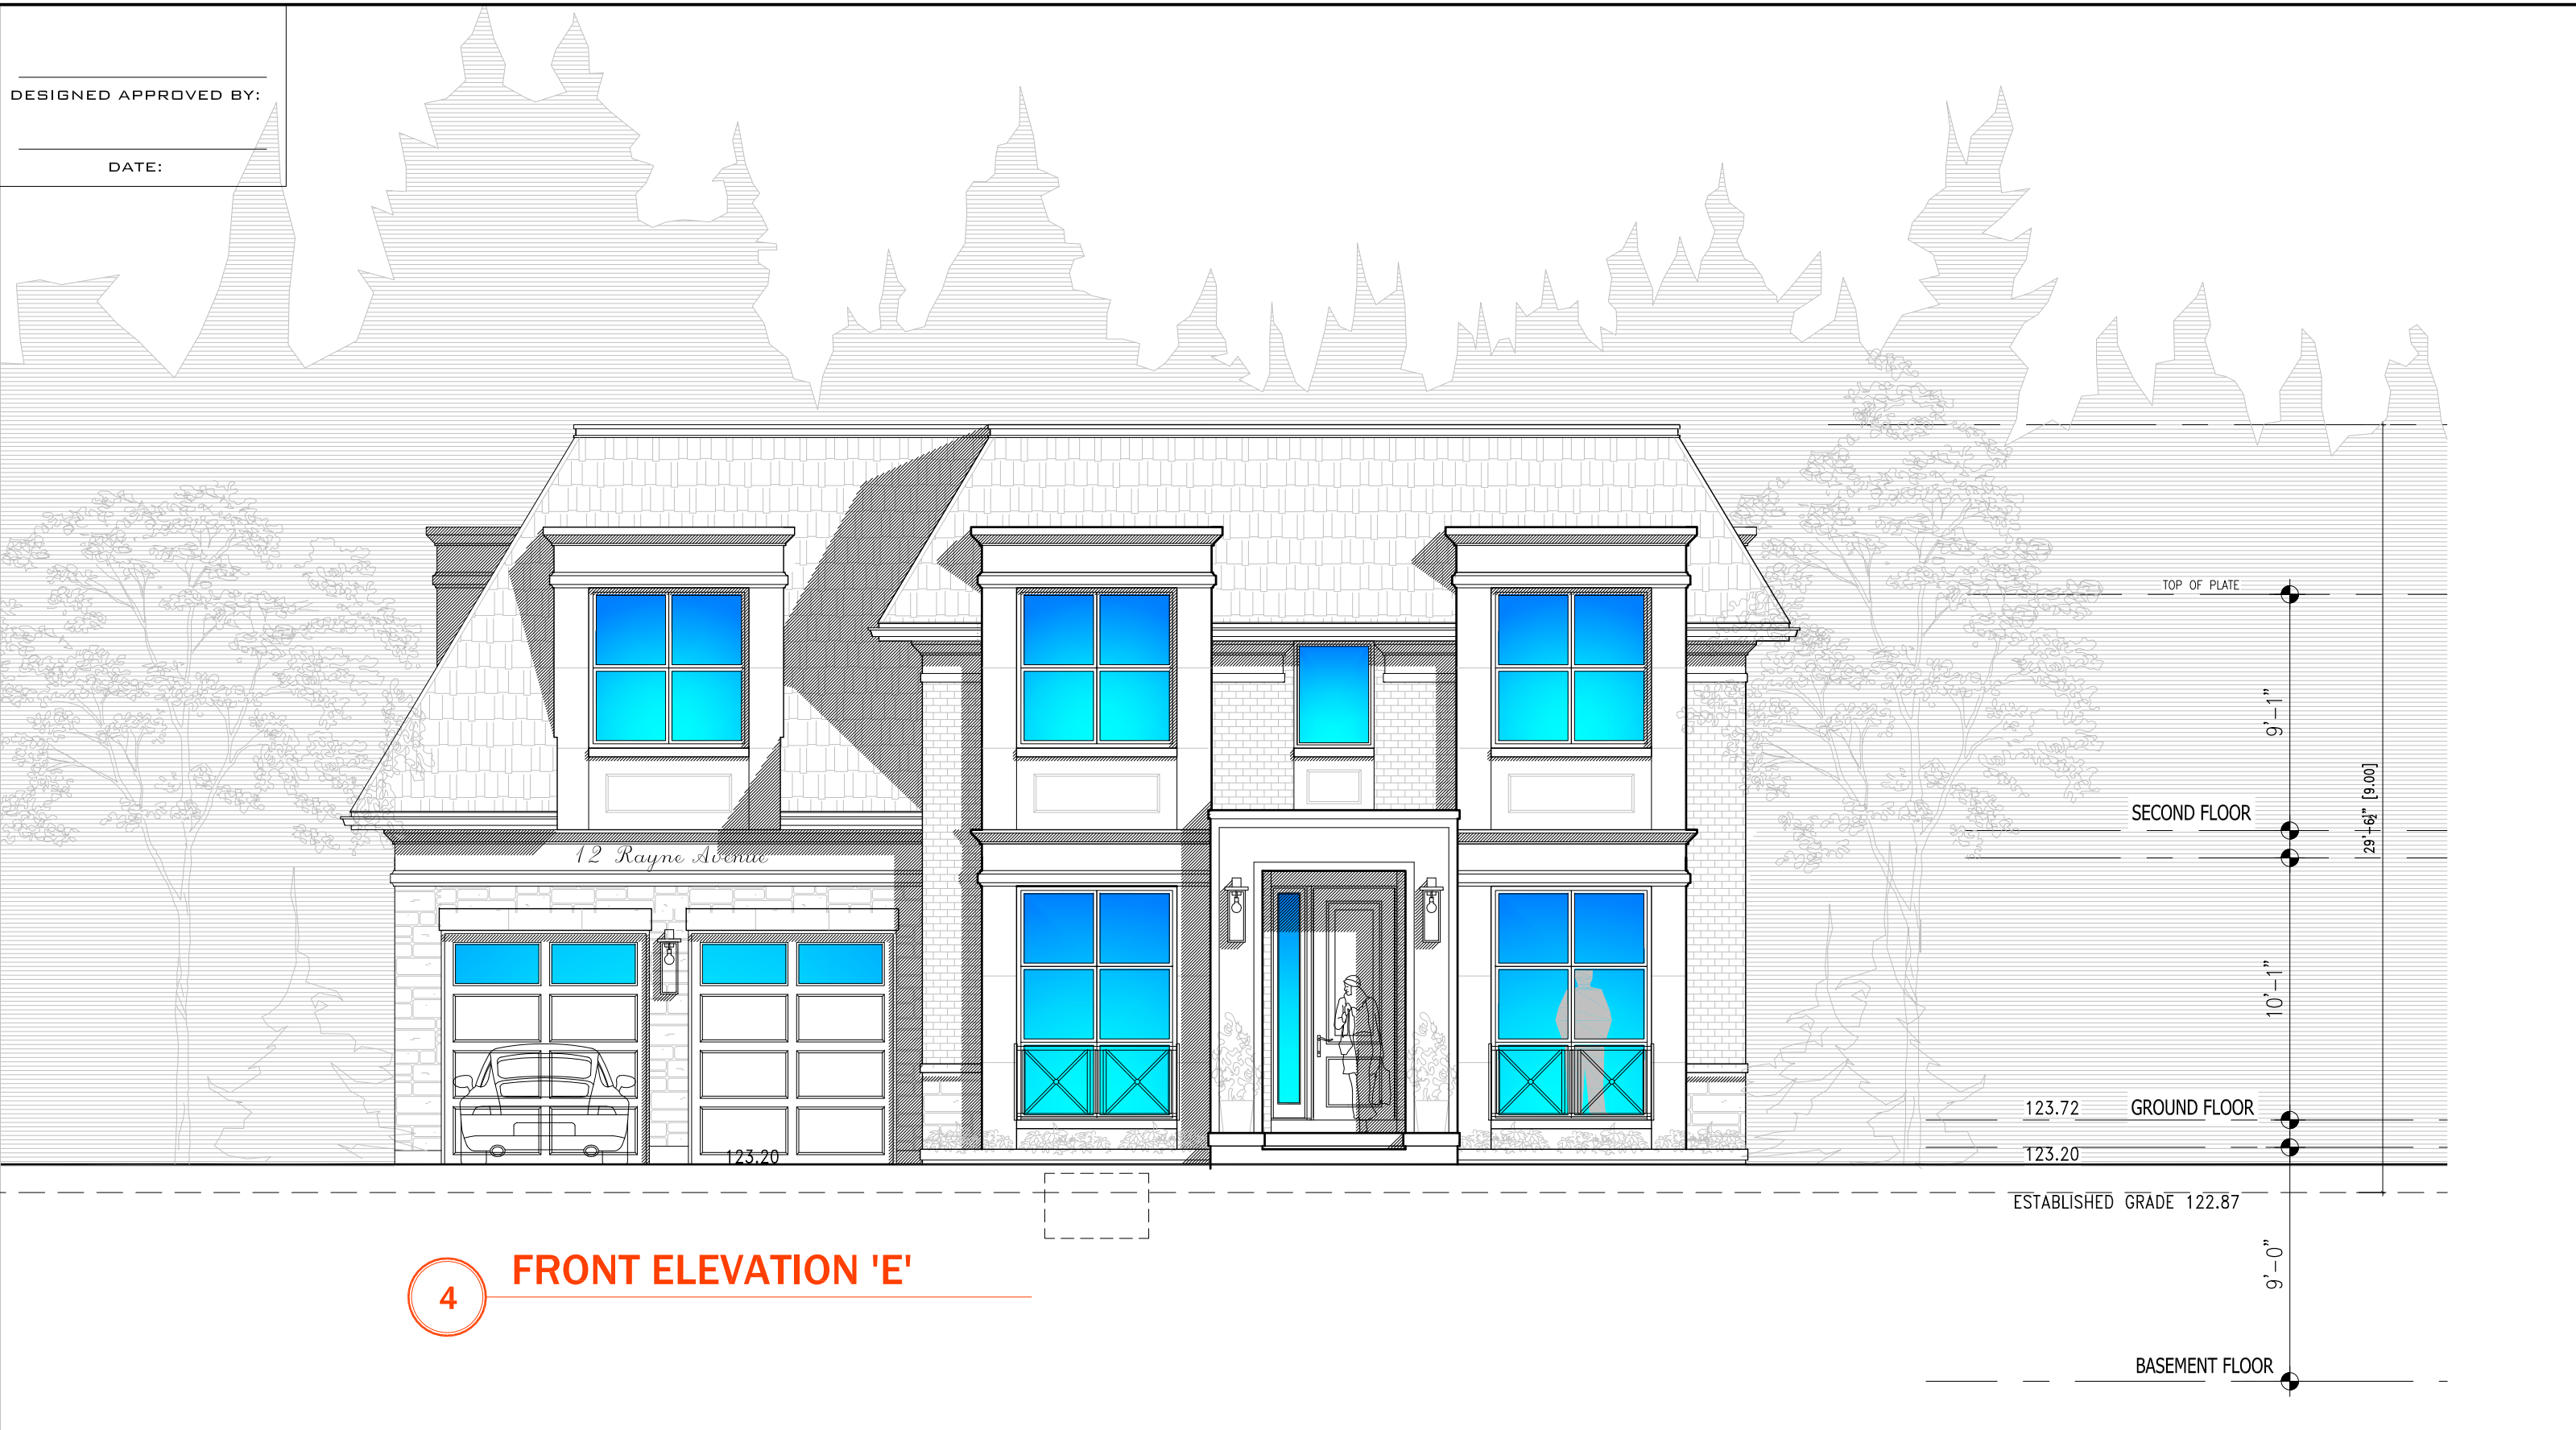 DESIGNED APPROVED BY:
DATE:
TOP OF PLATE
9'-1"
29'-6½" [9.00]
SECOND FLOOR
12 Rayne Avenue
10'-1"
123.72 GROUND FLOOR
123.20
123.20
ESTABLISHED GRADE 122.87
9'-0"
FRONT ELEVATION 'E'
4
BASEMENT FLOOR